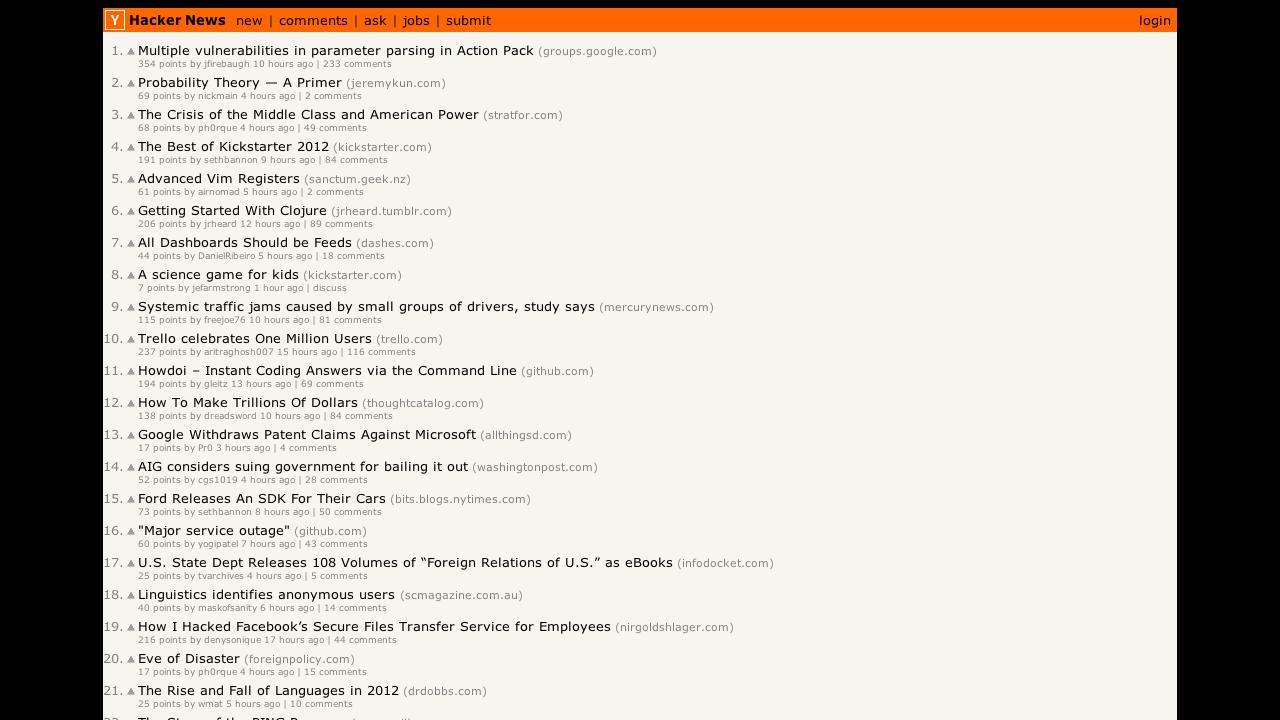 Y Hacker News new | comments | ask | jobs | submit login
1. Multiple vulnerabilities in parameter parsing in Action Pack (groups.google.com)
354 points by jfirebaugh 10 hours ago | 233 comments
2. Probability Theory — A Primer (jeremykun.com)
69 points by nickmain 4 hours ago | 2 comments
3. The Crisis of the Middle Class and American Power (stratfor.com)
68 points by ph0rque 4 hours ago | 49 comments
4. The Best of Kickstarter 2012 (kickstarter.com)
191 points by sethbannon 9 hours ago | 84 comments
5. Advanced Vim Registers (sanctum.geek.nz)
61 points by airnomad 5 hours ago | 2 comments
6. Getting Started With Clojure (jrheard.tumblr.com)
206 points by jrheard 12 hours ago | 89 comments
7. All Dashboards Should be Feeds (dashes.com)
44 points by DanielRibeiro 5 hours ago | 18 comments
8. A science game for kids (kickstarter.com)
7 points by jefarmstrong 1 hour ago | discuss
9. Systemic traffic jams caused by small groups of drivers, study says (mercurynews.com)
115 points by freejoe76 10 hours ago | 81 comments
10. Trello celebrates One Million Users (trello.com)
237 points by aritraghosh007 15 hours ago | 116 comments
11. Howdoi – Instant Coding Answers via the Command Line (github.com)
194 points by gleitz 13 hours ago | 69 comments
12. How To Make Trillions Of Dollars (thoughtcatalog.com)
138 points by dreadsword 10 hours ago | 84 comments
13. Google Withdraws Patent Claims Against Microsoft (allthingsd.com)
17 points by Pr0 3 hours ago | 4 comments
14. AIG considers suing government for bailing it out (washingtonpost.com)
52 points by cgs1019 4 hours ago | 28 comments
15. Ford Releases An SDK For Their Cars (bits.blogs.nytimes.com)
73 points by sethbannon 8 hours ago | 50 comments
16. "Major service outage" (github.com)
60 points by yogipatel 7 hours ago | 43 comments
17. U.S. State Dept Releases 108 Volumes of “Foreign Relations of U.S.” as eBooks (infodocket.com)
25 points by tvarchives 4 hours ago | 5 comments
18. Linguistics identifies anonymous users (scmagazine.com.au)
40 points by maskofsanity 6 hours ago | 14 comments
19. How I Hacked Facebook’s Secure Files Transfer Service for Employees (nirgoldshlager.com)
216 points by denysonique 17 hours ago | 44 comments
20. Eve of Disaster (foreignpolicy.com)
17 points by ph0rque 4 hours ago | 15 comments
21. The Rise and Fall of Languages in 2012 (drdobbs.com)
25 points by wmat 5 hours ago | 10 comments